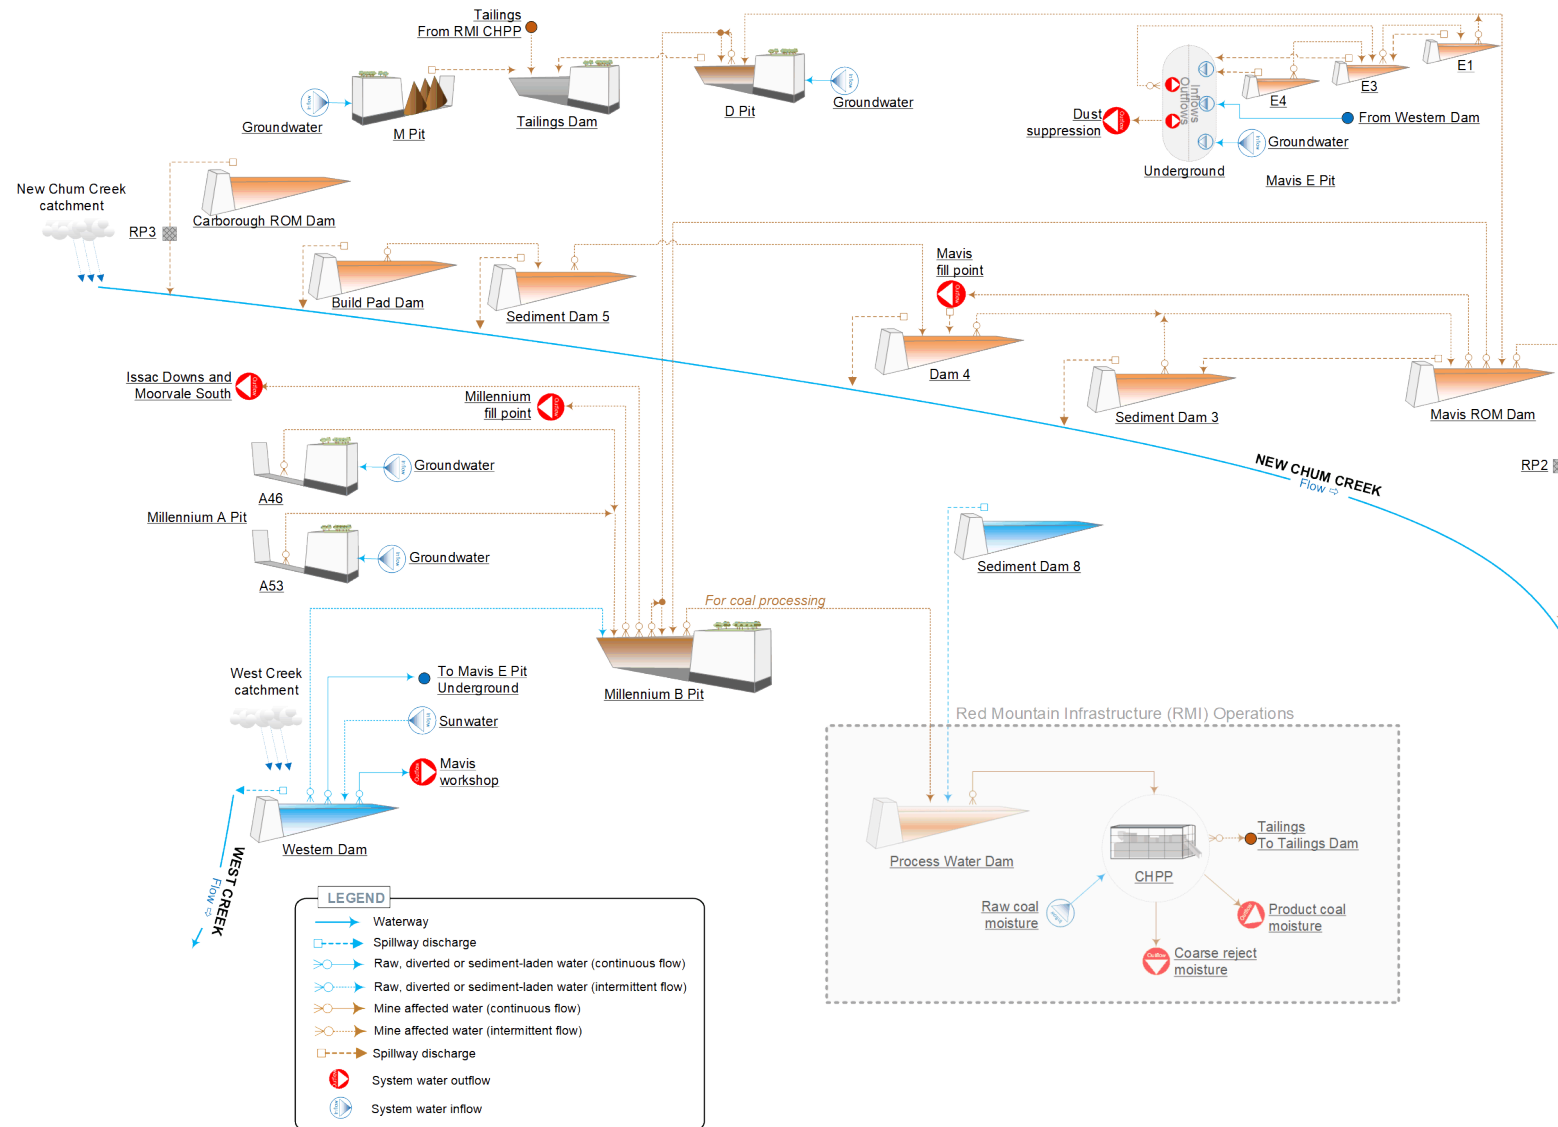 Tailings
From RMI CHPP
Groundwater
M Pit
Tailings Dam
D Pit
Groundwater
Dust
suppression
Inflows
Outflows
Underground
E4
E3
E1
From Western Dam
Groundwater
Mavis E Pit
New Chum Creek
catchment
RP3
Carborough ROM Dam
Build Pad Dam
Sediment Dam 5
Mavis
fill point
Dam 4
Sediment Dam 3
Mavis ROM Dam
RP2
Issac Downs and
Moorvale South
Millennium
fill point
Groundwater
A46
Millennium A Pit
Groundwater
A53
NEW CHUM CREEK
Flow ⇨
Sediment Dam 8
For coal processing
Millennium B Pit
West Creek
catchment
To Mavis E Pit
Underground
Sunwater
Mavis
workshop
Western Dam
WEST CREEK
Flow ⇨
Red Mountain Infrastructure (RMI) Operations
Process Water Dam
CHPP
Tailings
To Tailings Dam
Raw coal
moisture
Product coal
moisture
Coarse reject
moisture
LEGEND
Waterway
Spillway discharge
Raw, diverted or sediment-laden water (continuous flow)
Raw, diverted or sediment-laden water (intermittent flow)
Mine affected water (continuous flow)
Mine affected water (intermittent flow)
Spillway discharge
System water outflow
System water inflow